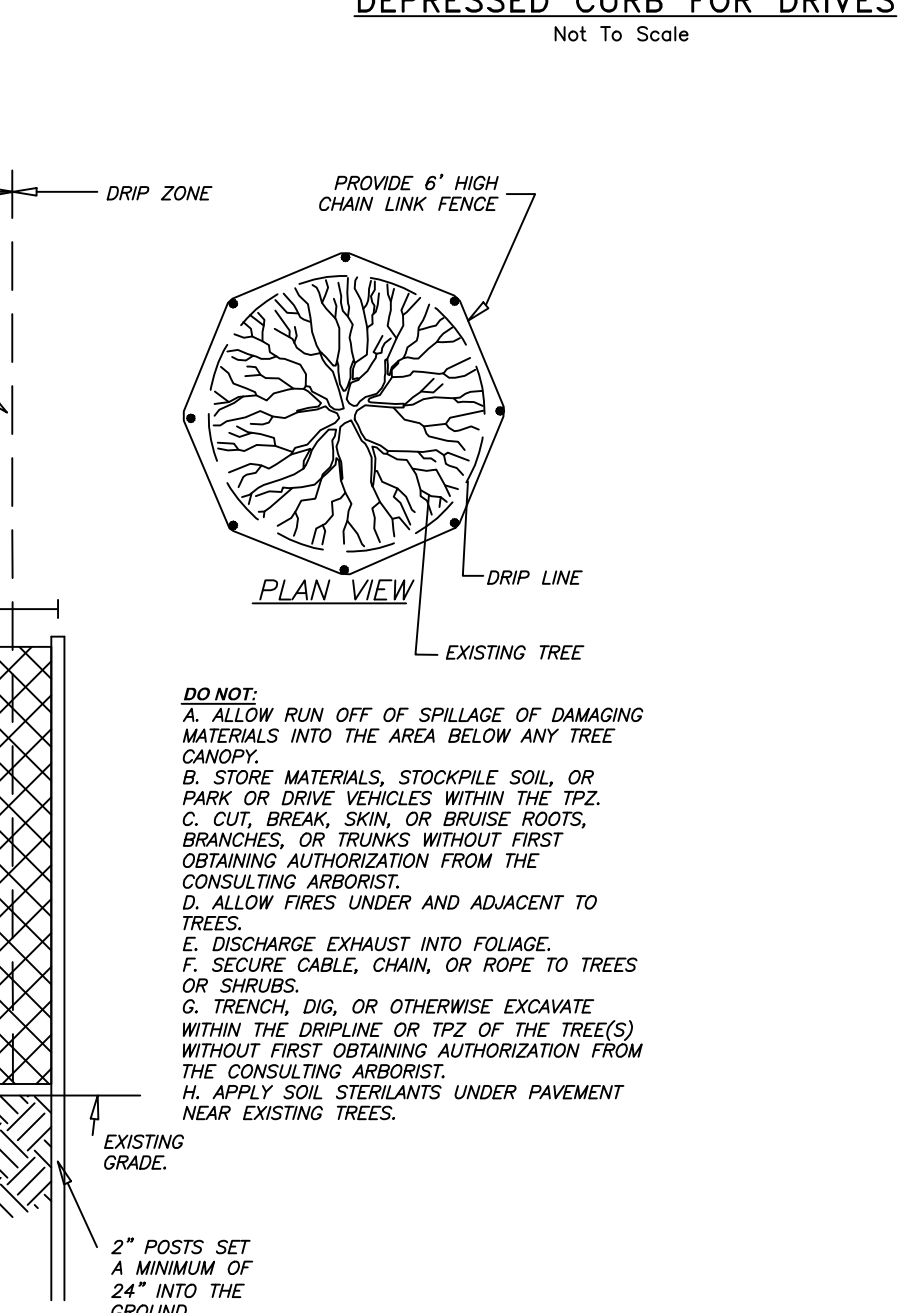 DEPRESSED CURB FOR DRIVES
Not To Scale
DRIP ZONE
PROVIDE 6' HIGH
CHAIN LINK FENCE
PLAN VIEW
DRIP LINE
EXISTING TREE
DO NOT:
A. ALLOW RUN OFF OF SPILLAGE OF DAMAGING
MATERIALS INTO THE AREA BELOW ANY TREE
CANOPY.
B. STORE MATERIALS, STOCKPILE SOIL, OR
PARK OR DRIVE VEHICLES WITHIN THE TPZ.
C. CUT, BREAK, SKIN, OR BRUISE ROOTS,
BRANCHES, OR TRUNKS WITHOUT FIRST
OBTAINING AUTHORIZATION FROM THE
CONSULTING ARBORIST.
D. ALLOW FIRES UNDER AND ADJACENT TO
TREES.
E. DISCHARGE EXHAUST INTO FOLIAGE.
F. SECURE CABLE, CHAIN, OR ROPE TO TREES
OR SHRUBS.
G. TRENCH, DIG, OR OTHERWISE EXCAVATE
WITHIN THE DRIPLINE OR TPZ OF THE TREE(S)
WITHOUT FIRST OBTAINING AUTHORIZATION FROM
THE CONSULTING ARBORIST.
H. APPLY SOIL STERILANTS UNDER PAVEMENT
NEAR EXISTING TREES.
EXISTING
GRADE.
2" POSTS SET
A MINIMUM OF
24" INTO THE
GROUND